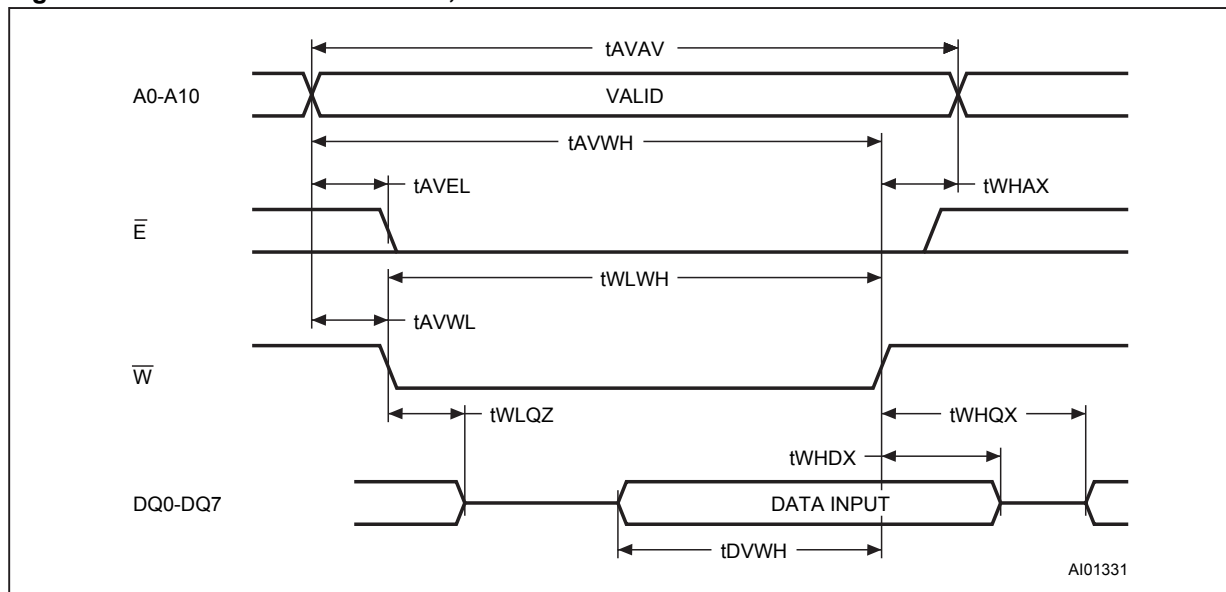 tAVAV
A0-A10
VALID
tAVWH
tAVEL
tWHAX
E̅
tWLWH
tAVWL
W̅
tWLQZ
tWHQX
tWHDX
DQ0-DQ7
DATA INPUT
tDVWH
AI01331